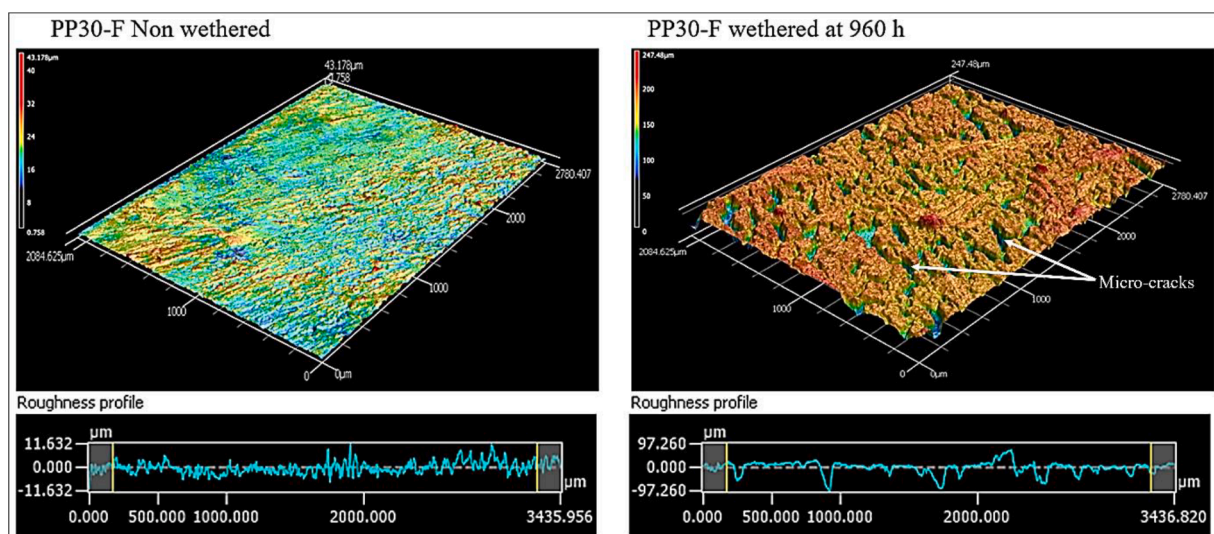 PP30-F Non wethered
43.178µm
40
32
24
16
8
0.758
43.178µm
0.758
2780.407
2000
1000
0µm
2084.625µm
1000
0
Roughness profile
µm
11.632
0.000
-11.632
µm
0.000 500.000 1000.000 2000.000 3435.956
PP30-F wethered at 960 h
247.48µm
200
150
100
50
0
247.48µm
2780.407
2000
1000
0µm
2084.625µm
1000
0
Micro-cracks
Roughness profile
µm
97.260
0.000
-97.260
µm
0.000 500.000 1000.000 2000.000 3436.820